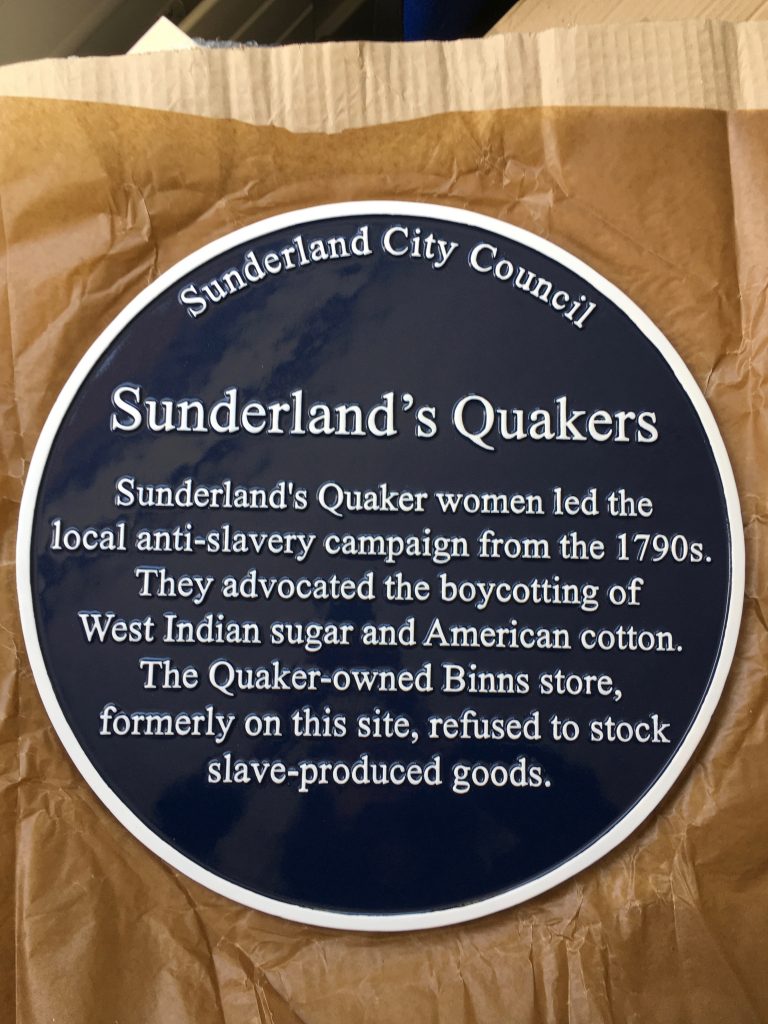 Sunderland City Council
Sunderland’s Quakers
Sunderland's Quaker women led the
local anti-slavery campaign from the 1790s.
They advocated the boycotting of
West Indian sugar and American cotton.
The Quaker-owned Binns store,
formerly on this site, refused to stock
slave-produced goods.